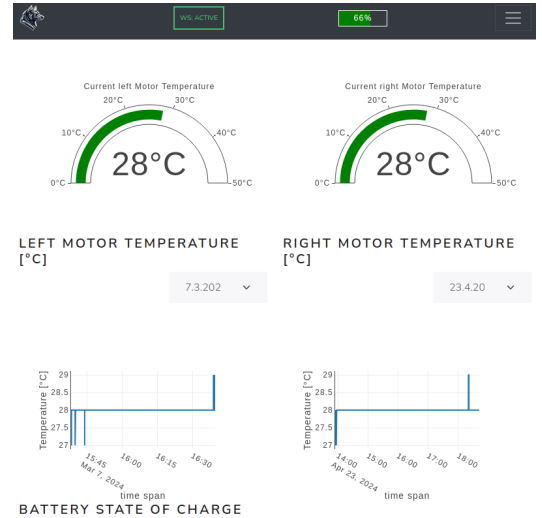 WS: ACTIVE
66%
Current left Motor Temperature
20°C
30°C
10°C
40°C
28°C
0°C
50°C
Current right Motor Temperature
20°C
30°C
10°C
40°C
28°C
0°C
50°C
LEFT MOTOR TEMPERATURE
[°C]
7.3.202
RIGHT MOTOR TEMPERATURE
[°C]
23.4.20
Temperature [°C]
29
28.5
28
27.5
27
15:45
16:00
16:15
16:30
Mar 7, 2024
time span
Temperature [°C]
29
28.5
28
27.5
27
14:00
15:00
16:00
17:00
18:00
Apr 23, 2024
time span
BATTERY STATE OF CHARGE